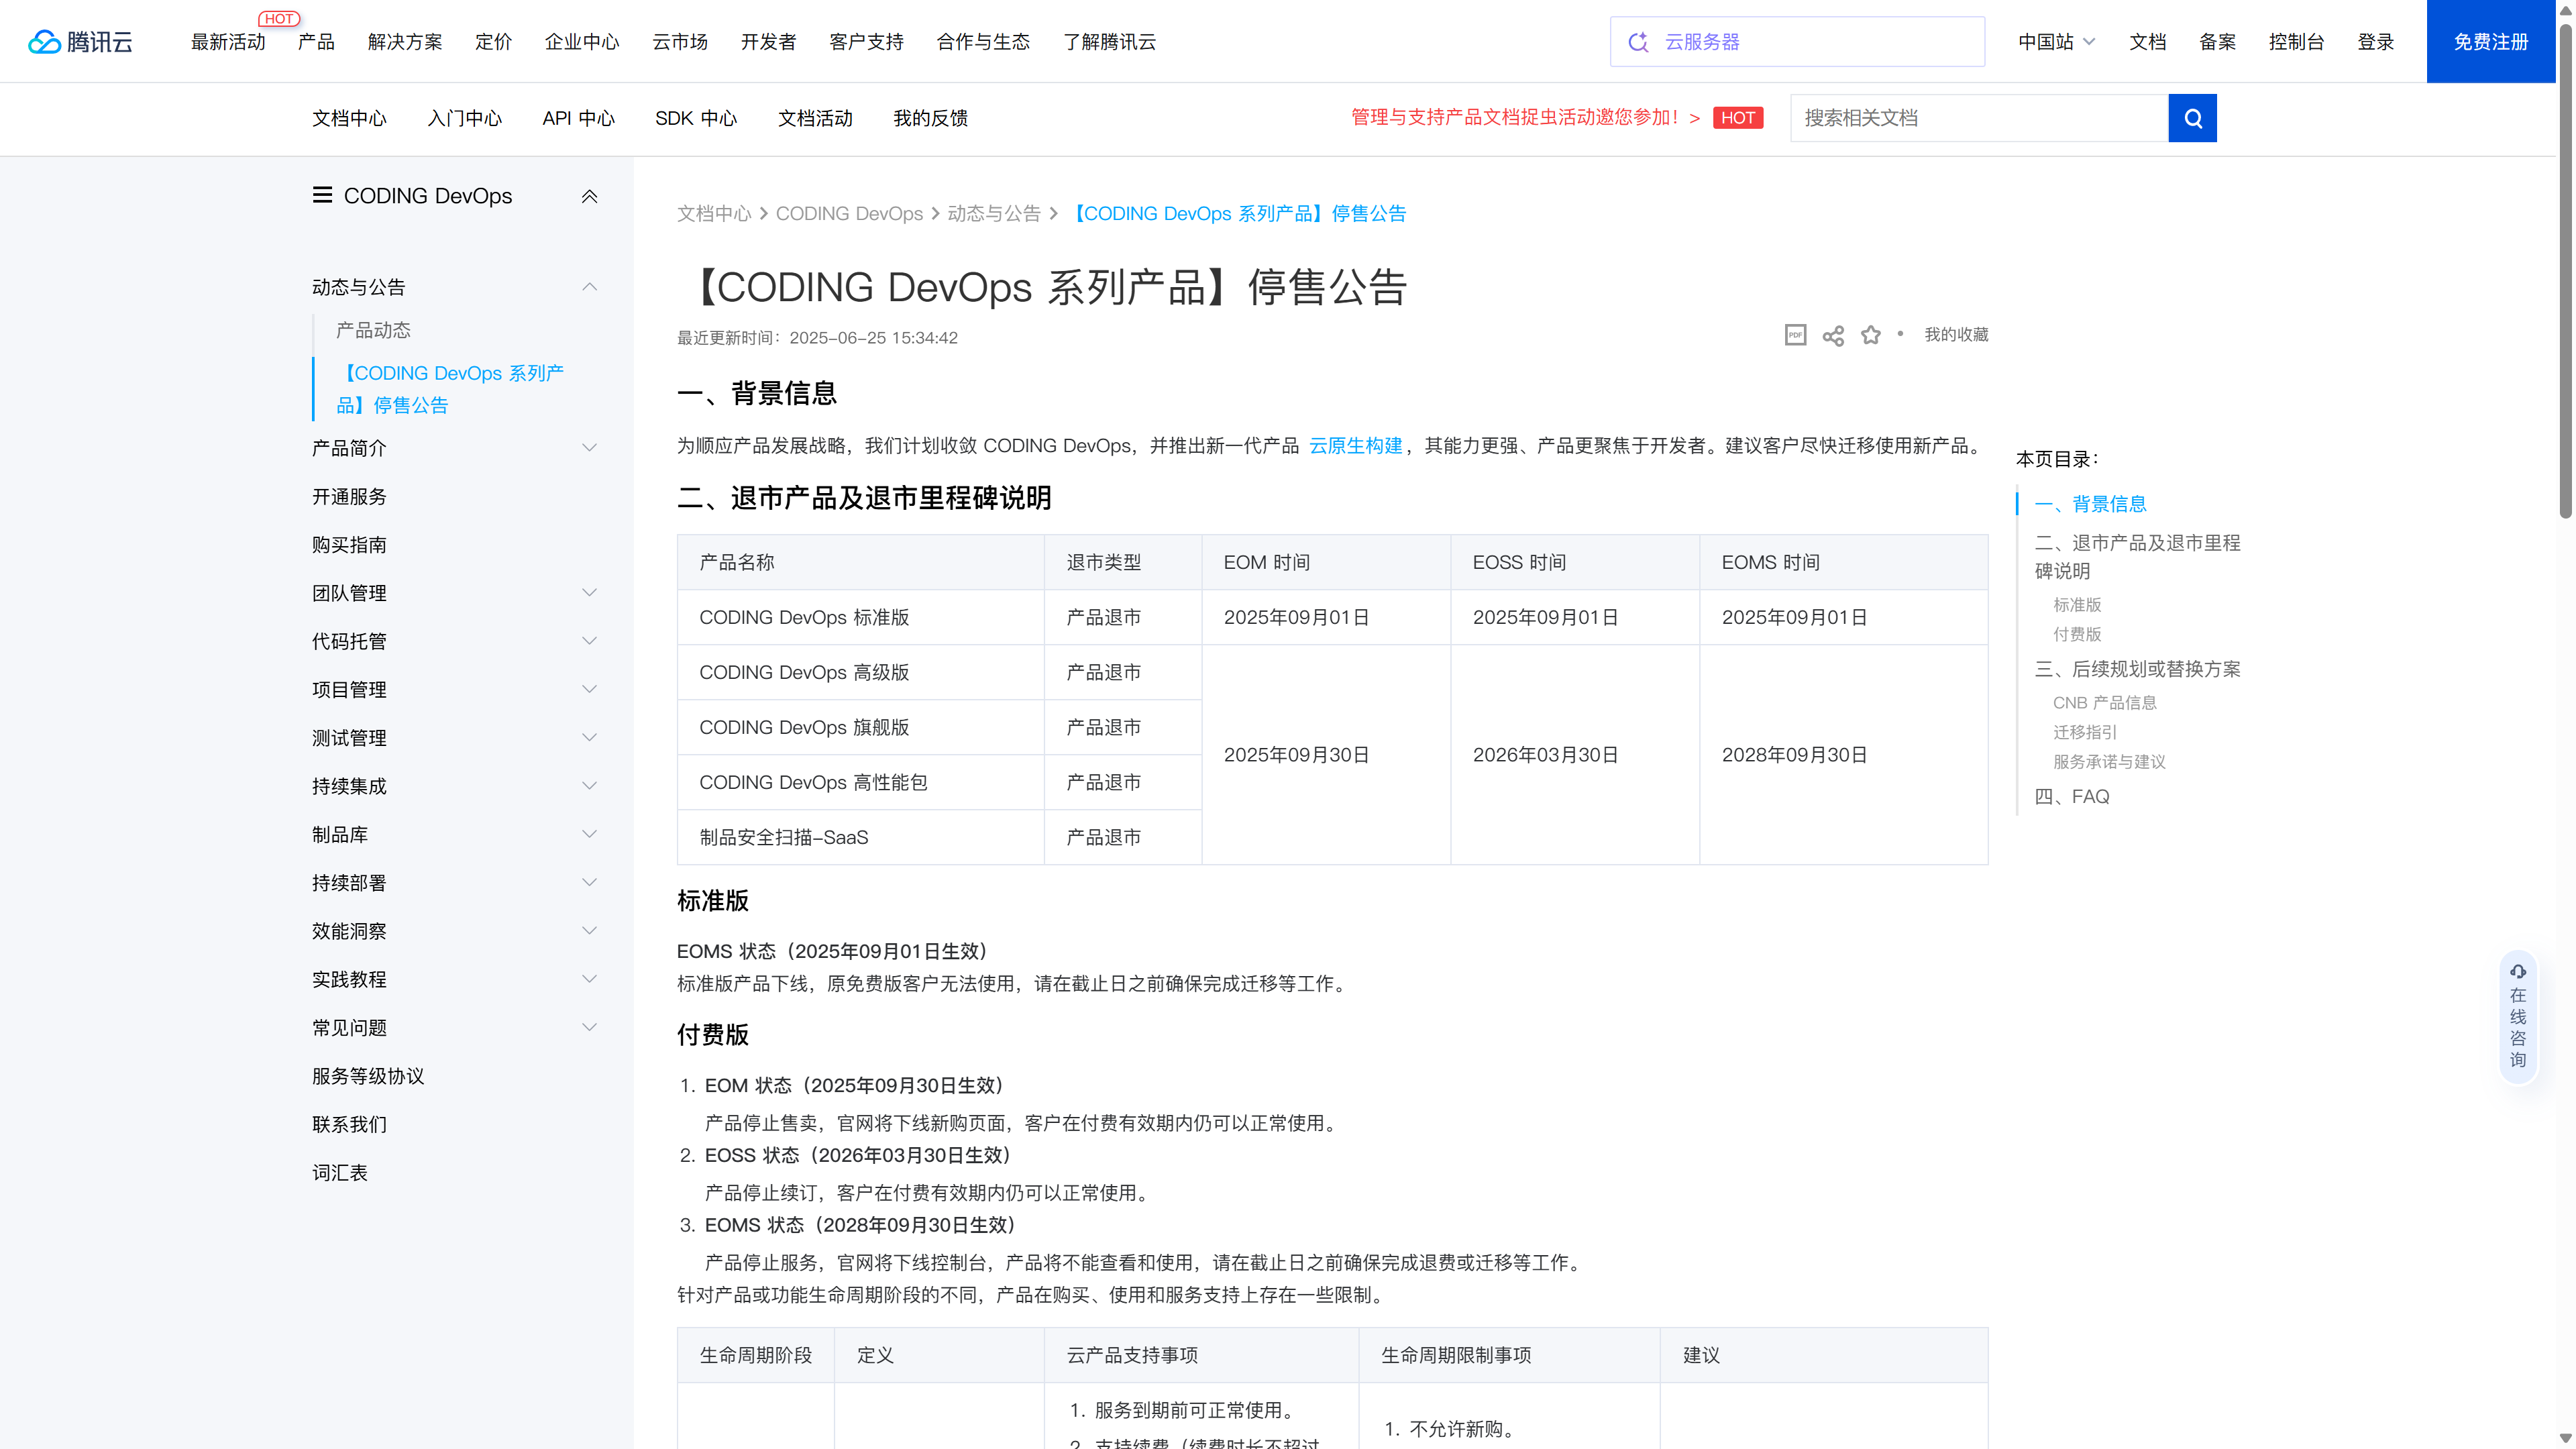 腾讯云
最新活动
HOT
产品
解决方案
定价
企业中心
云市场
开发者
客户支持
合作与生态
了解腾讯云
云服务器
中国站
文档
备案
控制台
登录
免费注册
文档中心
入门中心
API 中心
SDK 中心
文档活动
我的反馈
管理与支持产品文档捉虫活动邀您参加！>
HOT
搜索相关文档
CODING DevOps
动态与公告
产品动态
【CODING DevOps 系列产
品】停售公告
产品简介
开通服务
购买指南
团队管理
代码托管
项目管理
测试管理
持续集成
制品库
持续部署
效能洞察
实践教程
常见问题
服务等级协议
联系我们
词汇表
文档中心 > CODING DevOps > 动态与公告 > 【CODING DevOps 系列产品】停售公告
【CODING DevOps 系列产品】停售公告
最近更新时间：2025-06-25 15:34:42
PDF
我的收藏
一、背景信息
为顺应产品发展战略，我们计划收敛 CODING DevOps，并推出新一代产品 云原生构建，其能力更强、产品更聚焦于开发者。建议客户尽快迁移使用新产品。
二、退市产品及退市里程碑说明
产品名称 退市类型 EOM 时间 EOSS 时间 EOMS 时间
CODING DevOps 标准版 产品退市 2025年09月01日 2025年09月01日 2025年09月01日
CODING DevOps 高级版 产品退市
CODING DevOps 旗舰版 产品退市
2025年09月30日 2026年03月30日 2028年09月30日
CODING DevOps 高性能包 产品退市
制品安全扫描-SaaS 产品退市
标准版
EOMS 状态（2025年09月01日生效）
标准版产品下线，原免费版客户无法使用，请在截止日之前确保完成迁移等工作。
付费版
1. EOM 状态（2025年09月30日生效）
产品停止售卖，官网将下线新购页面，客户在付费有效期内仍可以正常使用。
2. EOSS 状态（2026年03月30日生效）
产品停止续订，客户在付费有效期内仍可以正常使用。
3. EOMS 状态（2028年09月30日生效）
产品停止服务，官网将下线控制台，产品将不能查看和使用，请在截止日之前确保完成退费或迁移等工作。
针对产品或功能生命周期阶段的不同，产品在购买、使用和服务支持上存在一些限制。
生命周期阶段 定义 云产品支持事项 生命周期限制事项 建议
1. 服务到期前可正常使用。
1. 不允许新购。
2. 支持续费（续费时长不超过
本页目录：
一、背景信息
二、退市产品及退市里程
碑说明
标准版
付费版
三、后续规划或替换方案
CNB 产品信息
迁移指引
服务承诺与建议
四、FAQ
在
线
咨
询